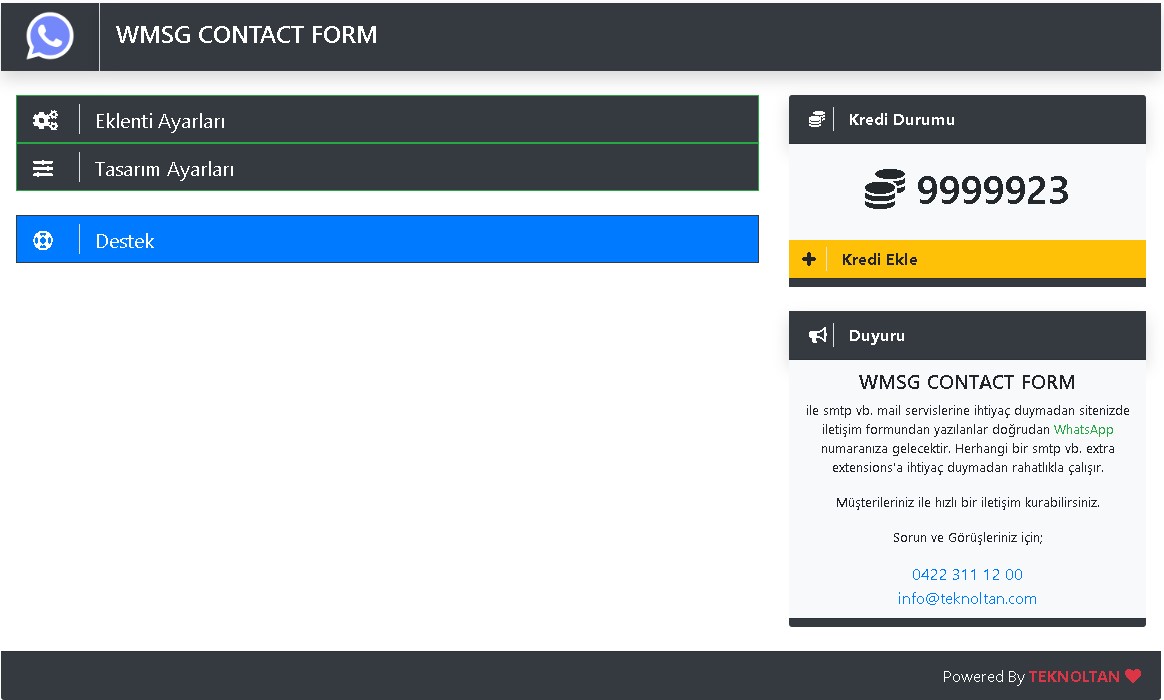 WMSG CONTACT FORM
Eklenti Ayarları
Tasarım Ayarları
Destek
Kredi Durumu
9999923
Kredi Ekle
Duyuru
WMSG CONTACT FORM
ile smtp vb. mail servislerine ihtiyaç duymadan sitenizde
iletişim formundan yazılanlar doğrudan WhatsApp
numaranıza gelecektir. Herhangi bir smtp vb. extra
extensions'a ihtiyaç duymadan rahatlıkla çalışır.
Müşterileriniz ile hızlı bir iletişim kurabilirsiniz.
Sorun ve Görüşleriniz için;
0422 311 12 00
info@teknoltan.com
Powered By TEKNOLTAN